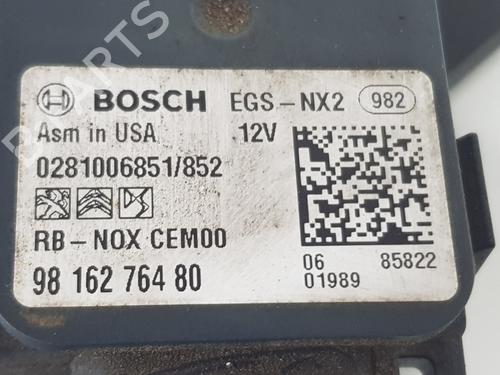 PARTS
BOSCH EGS-NX2 982
Asm in USA 12V
0281006851/852
RB-NOX CEM00
98 162 764 80
06 85822
01989